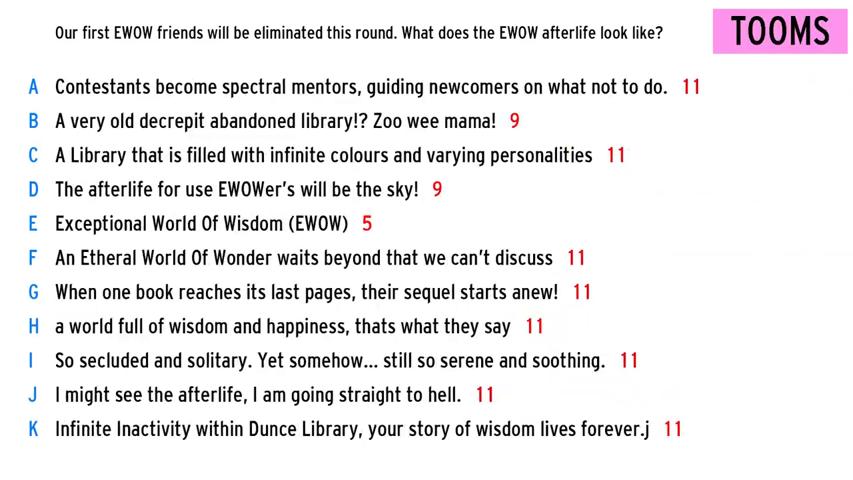 Our first EWOW friends will be eliminated this round. What does the EWOW afterlife look like?
TOOMS
A Contestants become spectral mentors, guiding newcomers on what not to do. 11
B A very old decrepit abandoned library!? Zoo wee mama! 9
C A Library that is filled with infinite colours and varying personalities 11
D The afterlife for use EWOWer's will be the sky! 9
E Exceptional World Of Wisdom (EWOW) 5
F An Etheral World Of Wonder waits beyond that we can't discuss 11
G When one book reaches its last pages, their sequel starts anew! 11
H a world full of wisdom and happiness, thats what they say 11
I So secluded and solitary. Yet somehow... still so serene and soothing. 11
J I might see the afterlife, I am going straight to hell. 11
K Infinite Inactivity within Dunce Library, your story of wisdom lives forever.j 11